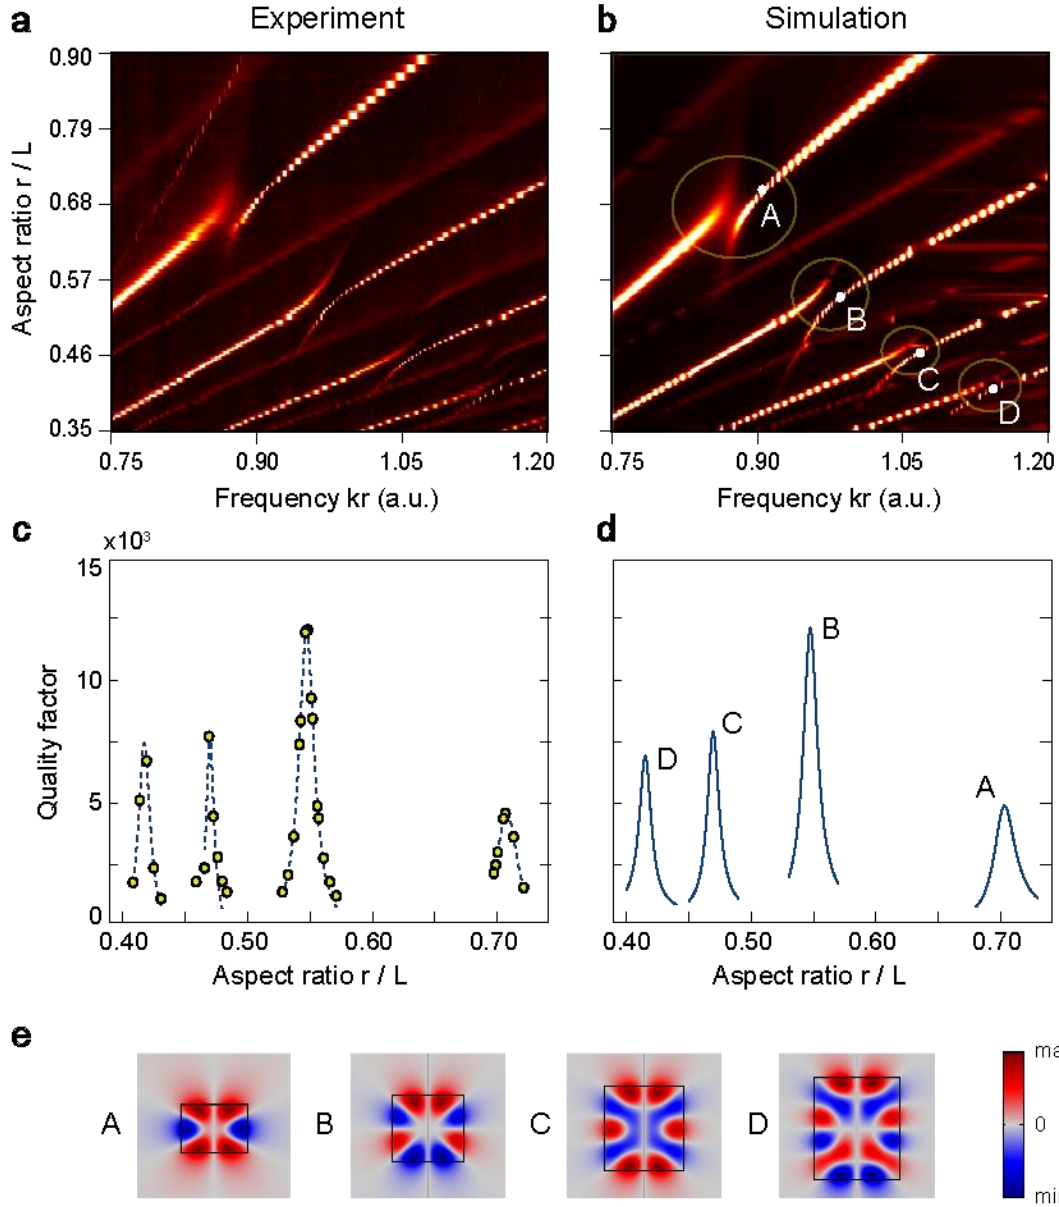 a
Experiment
b
Simulation
Aspect ratio r / L
0.90
0.79
0.68
0.57
0.46
0.35
A
B
C
D
0.75
0.90
1.05
1.20
0.75
0.90
1.05
1.20
Frequency kr (a.u.)
Frequency kr (a.u.)
c
x10³
d
Quality factor
15
10
5
0
B
C
D
A
0.40
0.50
0.60
0.70
0.40
0.50
0.60
0.70
Aspect ratio r / L
Aspect ratio r / L
e
A
B
C
D
0